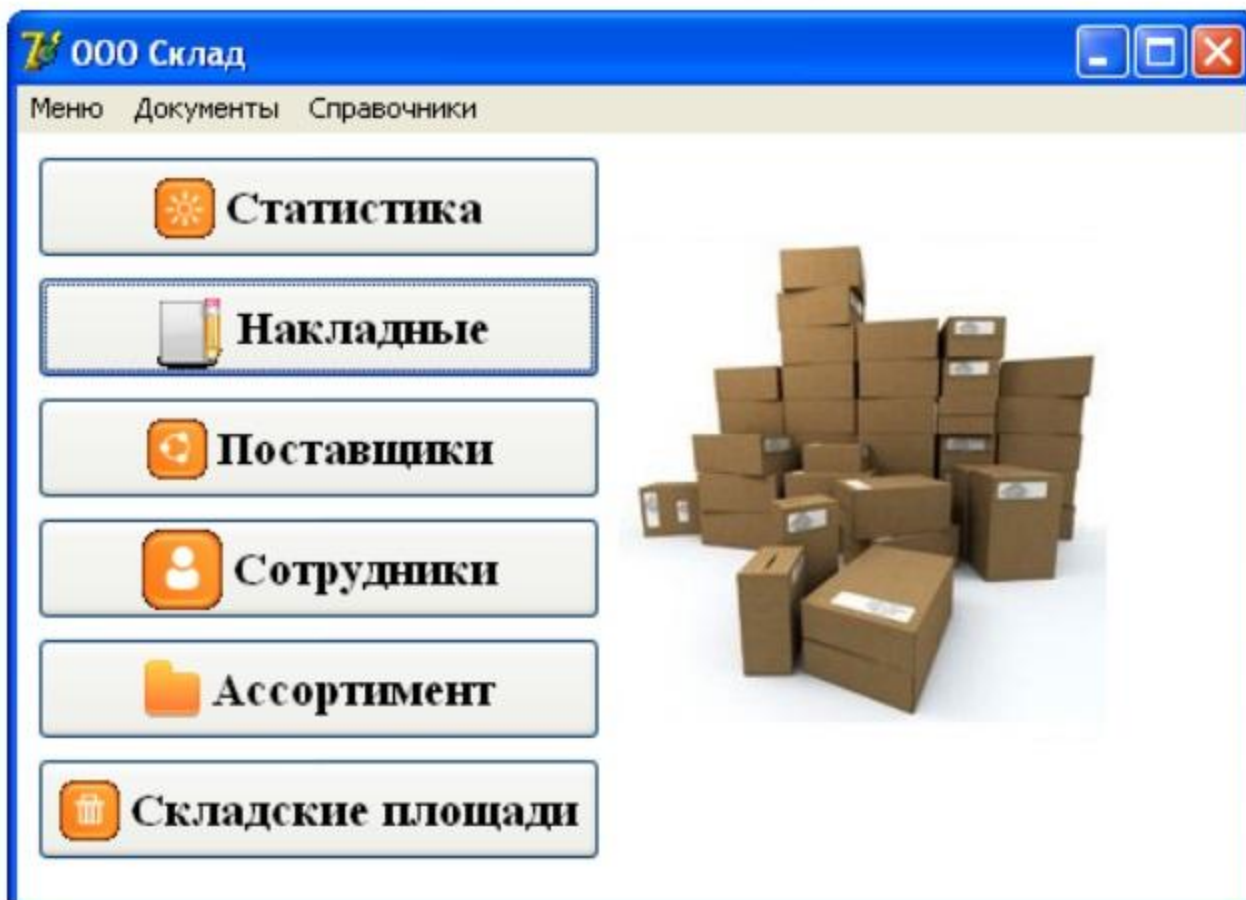 ООО Склад
Меню Документы Справочники
Статистика
Накладные
Поставщики
Сотрудники
Ассортимент
Складские площади